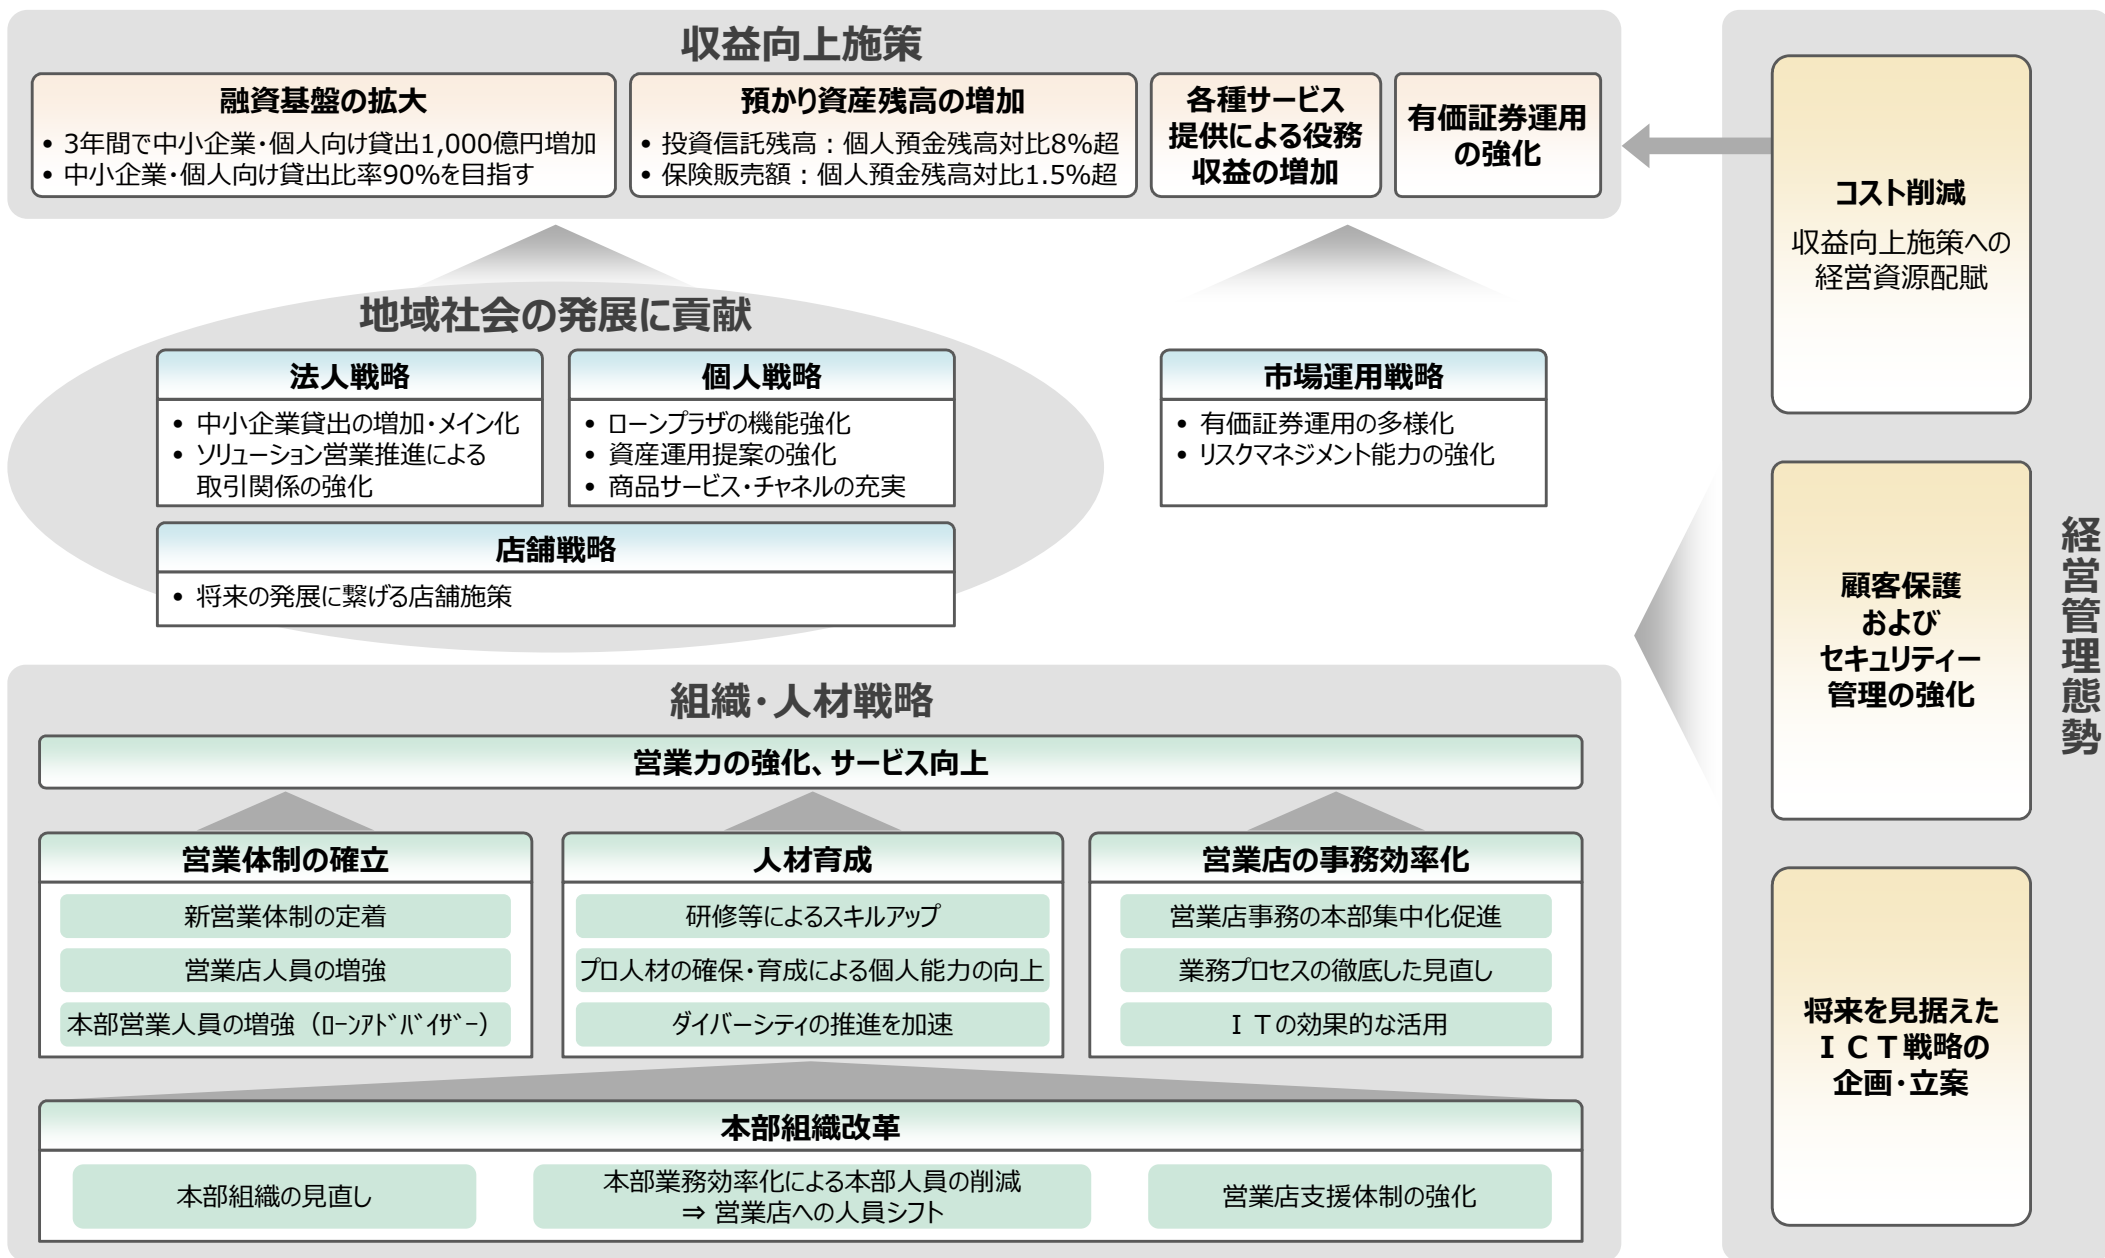 収益向上施策
融資基盤の拡大
• 3年間で中小企業・個人向け貸出1,000億円増加
• 中小企業・個人向け貸出比率90%を目指す
預かり資産残高の増加
• 投資信託残高：個人預金残高対比8%超
• 保険販売額：個人預金残高対比1.5%超
各種サービス
提供による役務
収益の増加
有価証券運用
の強化
地域社会の発展に貢献
法人戦略
• 中小企業貸出の増加・メイン化
• ソリューション営業推進による
取引関係の強化
個人戦略
• ローンプラザの機能強化
• 資産運用提案の強化
• 商品サービス・チャネルの充実
店舗戦略
• 将来の発展に繋げる店舗施策
市場運用戦略
• 有価証券運用の多様化
• リスクマネジメント能力の強化
組織・人材戦略
営業力の強化、サービス向上
営業体制の確立
新営業体制の定着
営業店人員の増強
本部営業人員の増強（ﾛｰﾝｱﾄﾞﾊﾞｲｻﾞｰ）
人材育成
研修等によるスキルアップ
プロ人材の確保・育成による個人能力の向上
ダイバーシティの推進を加速
営業店の事務効率化
営業店事務の本部集中化促進
業務プロセスの徹底した見直し
ＩＴの効果的な活用
本部組織改革
本部組織の見直し
本部業務効率化による本部人員の削減
⇒ 営業店への人員シフト
営業店支援体制の強化
経営管理態勢
コスト削減
収益向上施策への
経営資源配賦
顧客保護
および
セキュリティー
管理の強化
将来を見据えた
ＩＣＴ戦略の
企画・立案